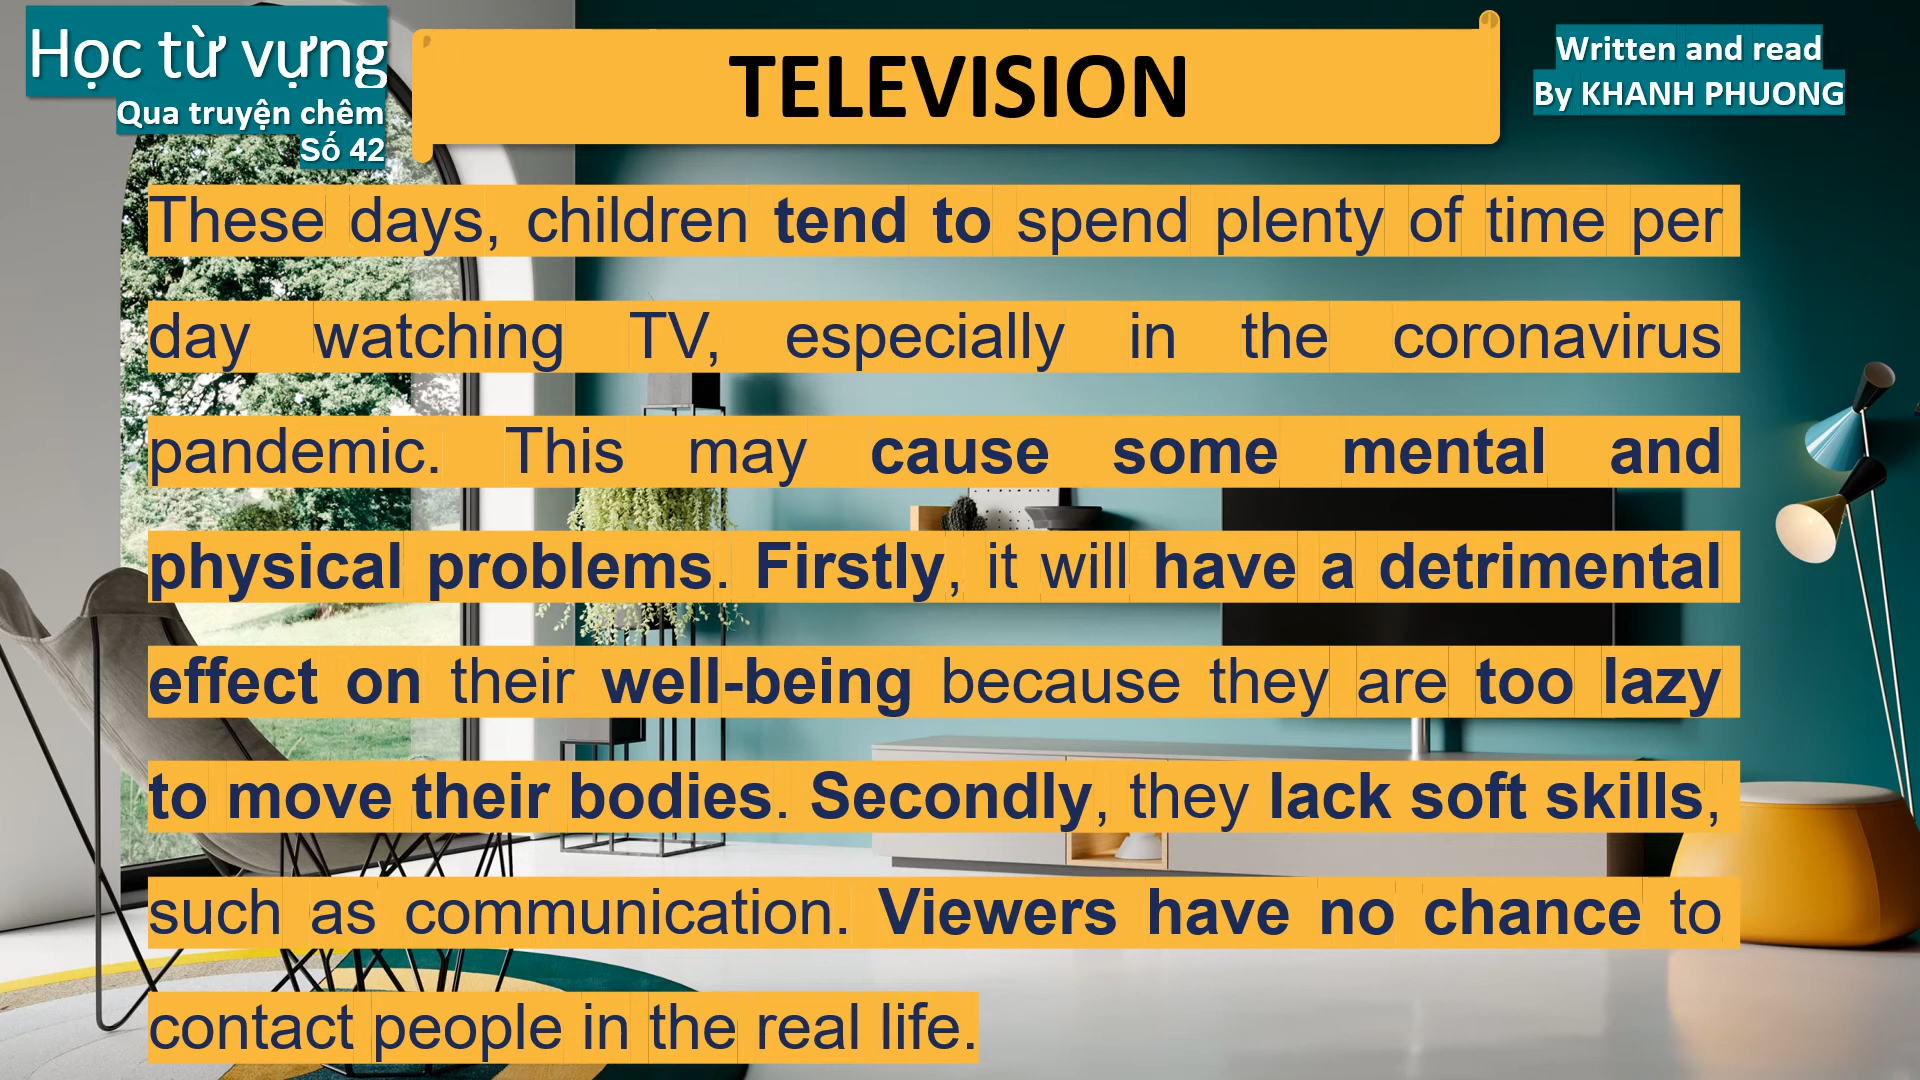 Học từ vựng
Qua truyện chêm
Số 42
TELEVISION
Written and read
By KHANH PHUONG
These days, children tend to spend plenty of time per
day watching TV, especially in the coronavirus
pandemic. This may cause some mental and
physical problems. Firstly, it will have a detrimental
effect on their well-being because they are too lazy
to move their bodies. Secondly, they lack soft skills,
such as communication. Viewers have no chance to
contact people in the real life.